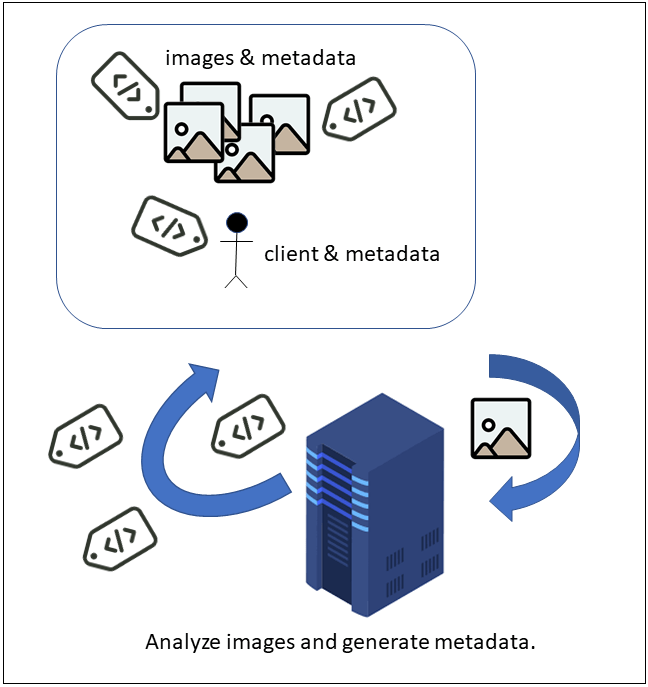 images & metadata
</>
</>
</>
client & metadata
</>
</>
</>
Analyze images and generate metadata.